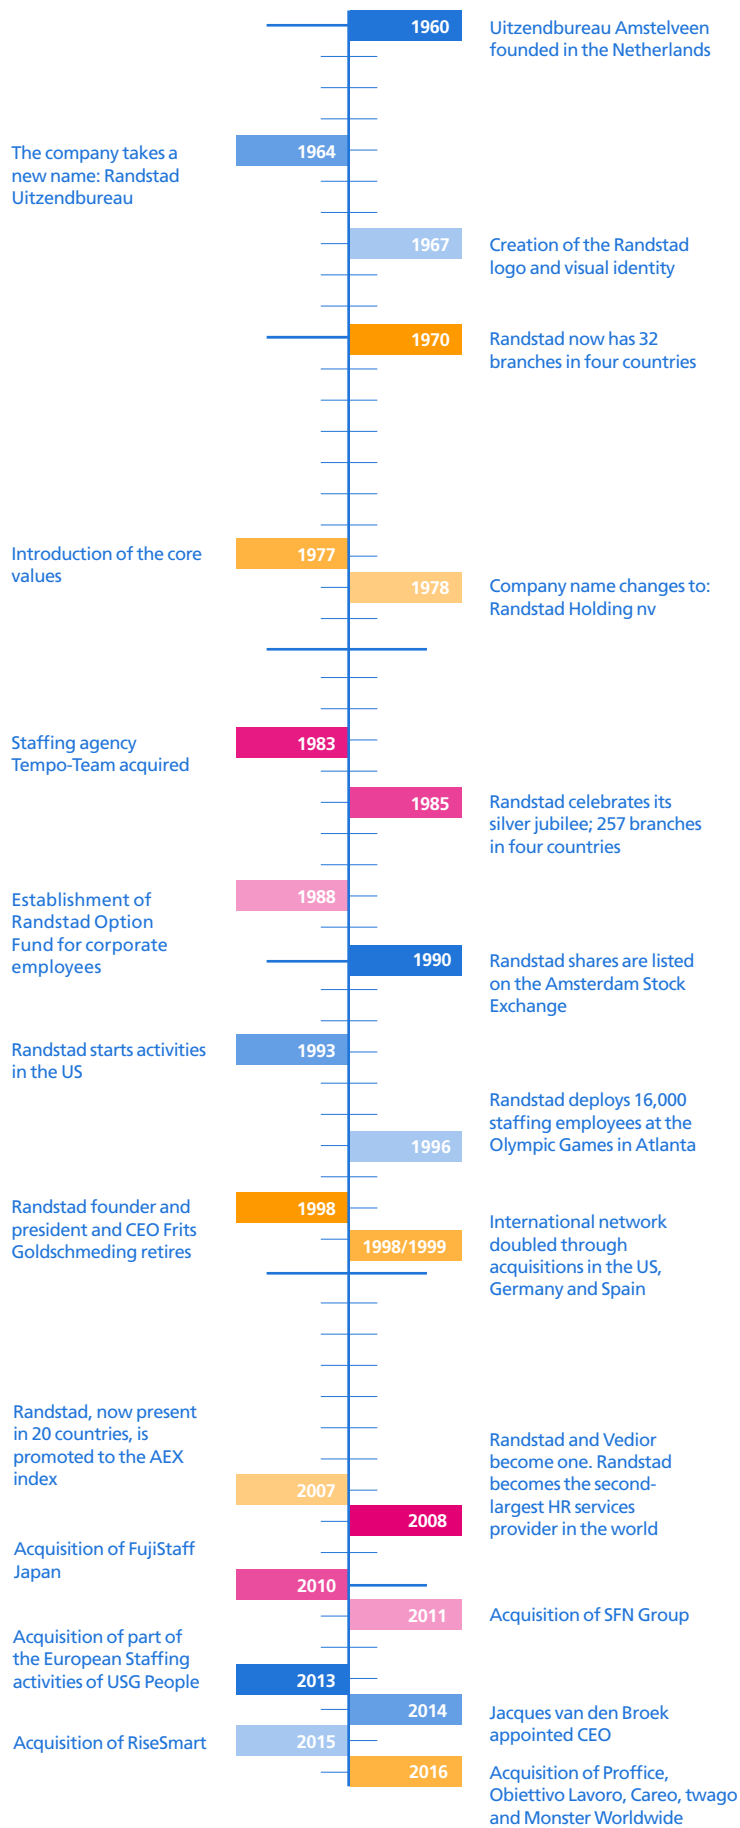 1960
Uitzendbureau Amstelveen
founded in the Netherlands
1964
The company takes a
new name: Randstad
Uitzendbureau
1967
Creation of the Randstad
logo and visual identity
1970
Randstad now has 32
branches in four countries
1977
Introduction of the core
values
1978
Company name changes to:
Randstad Holding nv
1983
Staffing agency
Tempo-Team acquired
1985
Randstad celebrates its
silver jubilee; 257 branches
in four countries
1988
Establishment of
Randstad Option
Fund for corporate
employees
1990
Randstad shares are listed
on the Amsterdam Stock
Exchange
1993
Randstad starts activities
in the US
1996
Randstad deploys 16,000
staffing employees at the
Olympic Games in Atlanta
1998
Randstad founder and
president and CEO Frits
Goldschmeding retires
1998/1999
International network
doubled through
acquisitions in the US,
Germany and Spain
2007
Randstad, now present
in 20 countries, is
promoted to the AEX
index
2008
Randstad and Vedior
become one. Randstad
becomes the second-
largest HR services
provider in the world
2010
Acquisition of FujiStaff
Japan
2011
Acquisition of SFN Group
2013
Acquisition of part of
the European Staffing
activities of USG People
2014
Jacques van den Broek
appointed CEO
2015
Acquisition of RiseSmart
2016
Acquisition of Proffice,
Obiettivo Lavoro, Careo, twago
and Monster Worldwide